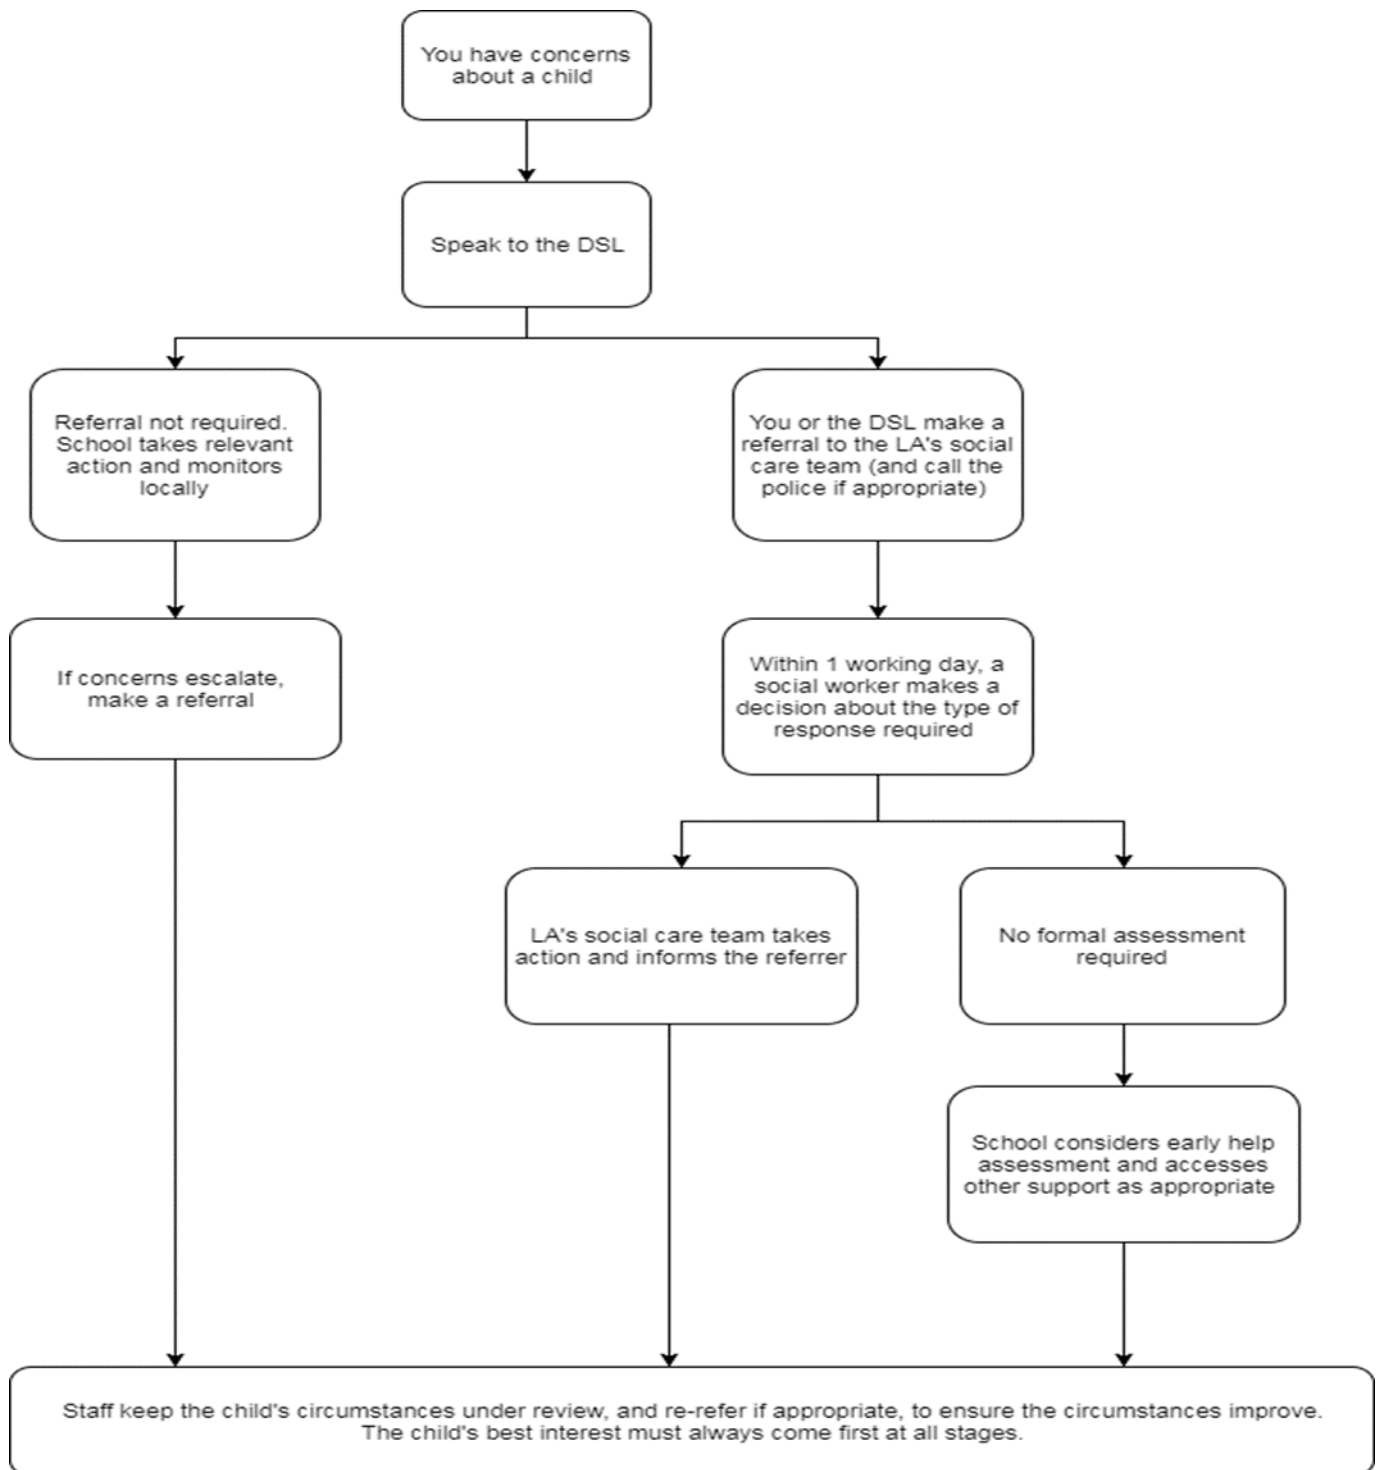 You have concerns
about a child
Speak to the DSL
Referral not required.
School takes relevant
action and monitors
locally
You or the DSL make a
referral to the LA's social
care team (and call the
police if appropriate)
If concerns escalate,
make a referral
Within 1 working day, a
social worker makes a
decision about the type of
response required
LA's social care team takes
action and informs the referrer
No formal assessment
required
School considers early help
assessment and accesses
other support as appropriate
Staff keep the child's circumstances under review, and re-refer if appropriate, to ensure the circumstances improve.
The child's best interest must always come first at all stages.